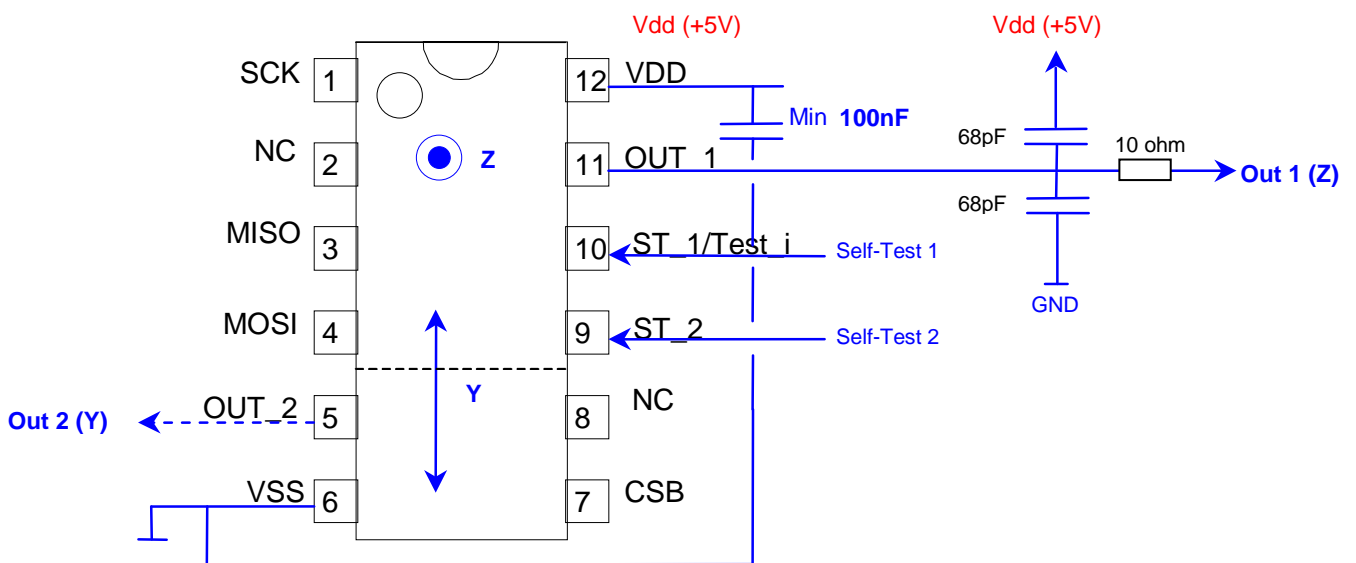 Vdd (+5V) Vdd (+5V)
SCK 1 12 VDD
Min 100nF
68pF 10 ohm
NC 2 Z 11 OUT_1 Out 1 (Z)
68pF
MISO 3 10 ST_1/Test_i Self-Test 1
GND
MOSI 4 9 ST_2 Self-Test 2
Y
Out 2 (Y) OUT_2 5 8 NC
VSS 6 7 CSB